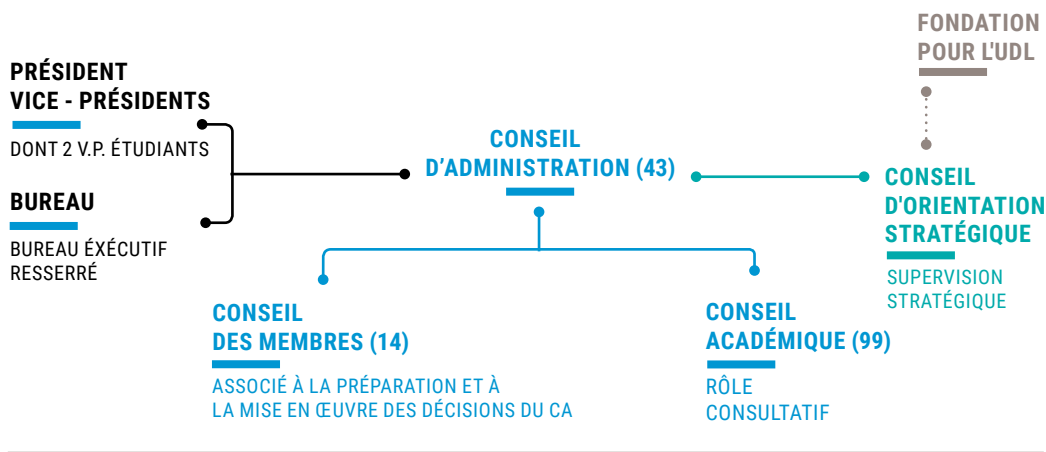 FONDATION
POUR L'UDL
PRÉSIDENT
VICE - PRÉSIDENTS
DONT 2 V.P. ÉTUDIANTS
BUREAU
BUREAU ÉXÉCUTIF
RESSERRÉ
CONSEIL
D'ADMINISTRATION (43)
CONSEIL
D'ORIENTATION
STRATÉGIQUE
SUPERVISION
STRATÉGIQUE
CONSEIL
DES MEMBRES (14)
ASSOCIÉ À LA PRÉPARATION ET À
LA MISE EN ŒUVRE DES DÉCISIONS DU CA
CONSEIL
ACADÉMIQUE (99)
RÔLE
CONSULTATIF